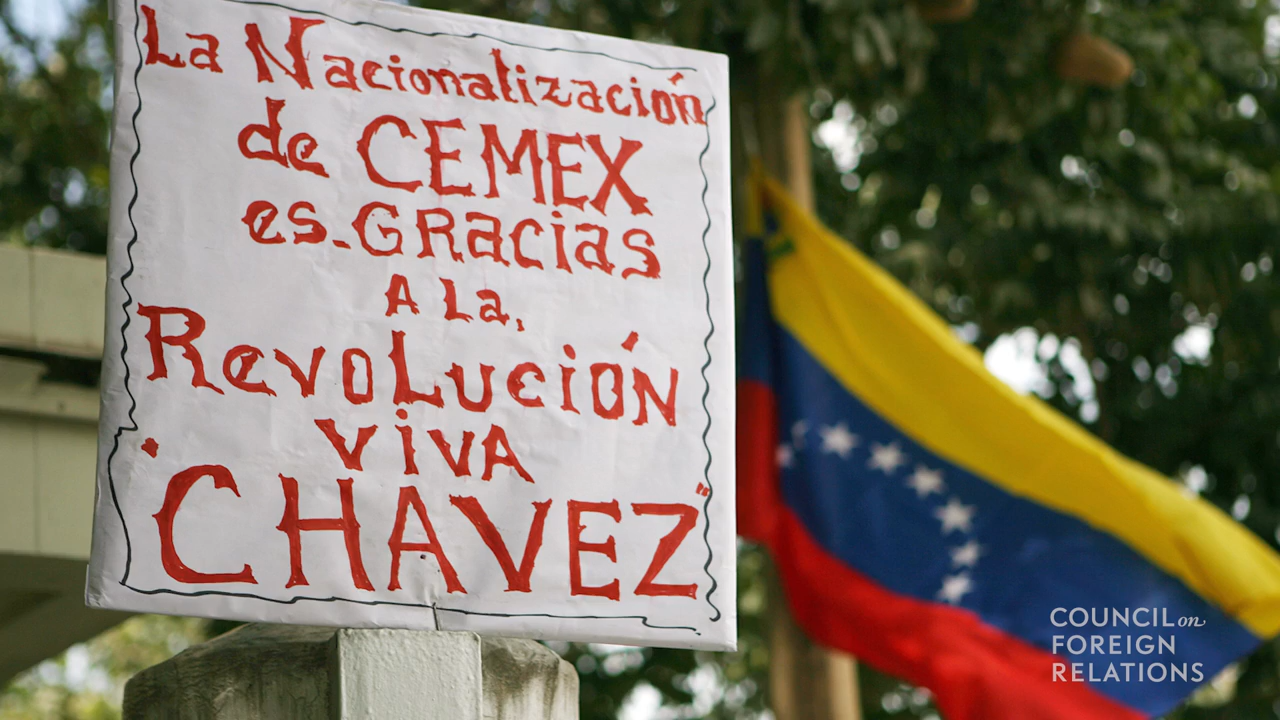 La Nacionalización
de CEMEX
es.-GRacias
A La,
RevoLución
viva
"CHAVEZ"
COUNCIL on
FOREIGN
RELATIONS